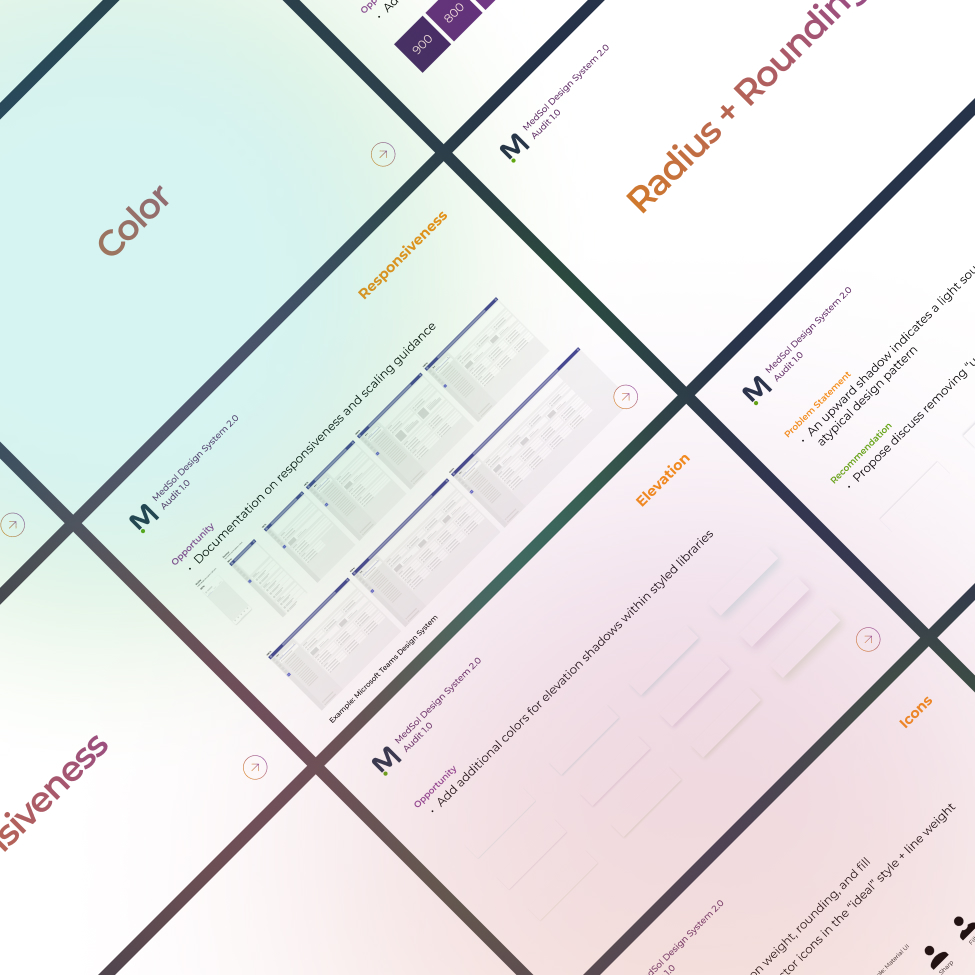 Opp
Ad
900
800
MedSol Design System 2.0
Audit 1.0
Radius + Rounding
Color
Responsiveness
MedSol Design System 2.0
Audit 1.0
Opportunity
• Documentation on responsiveness and scaling guidance
Example: Microsoft Teams Design System
MedSol Design System 2.0
Audit 1.0
Problem Statement
• An upward shadow indicates a light sou
atypical design pattern
Recommendation
• Propose discuss removing "u
siveness
Elevation
MedSol Design System 2.0
Audit 1.0
Opportunity
• Add additional colors for elevation shadows within styled libraries
Icons
edSol Design System 2.0
1.0
on weight, rounding, and fill
ctor icons in the "ideal" style + line weight
Material UI
Sharp